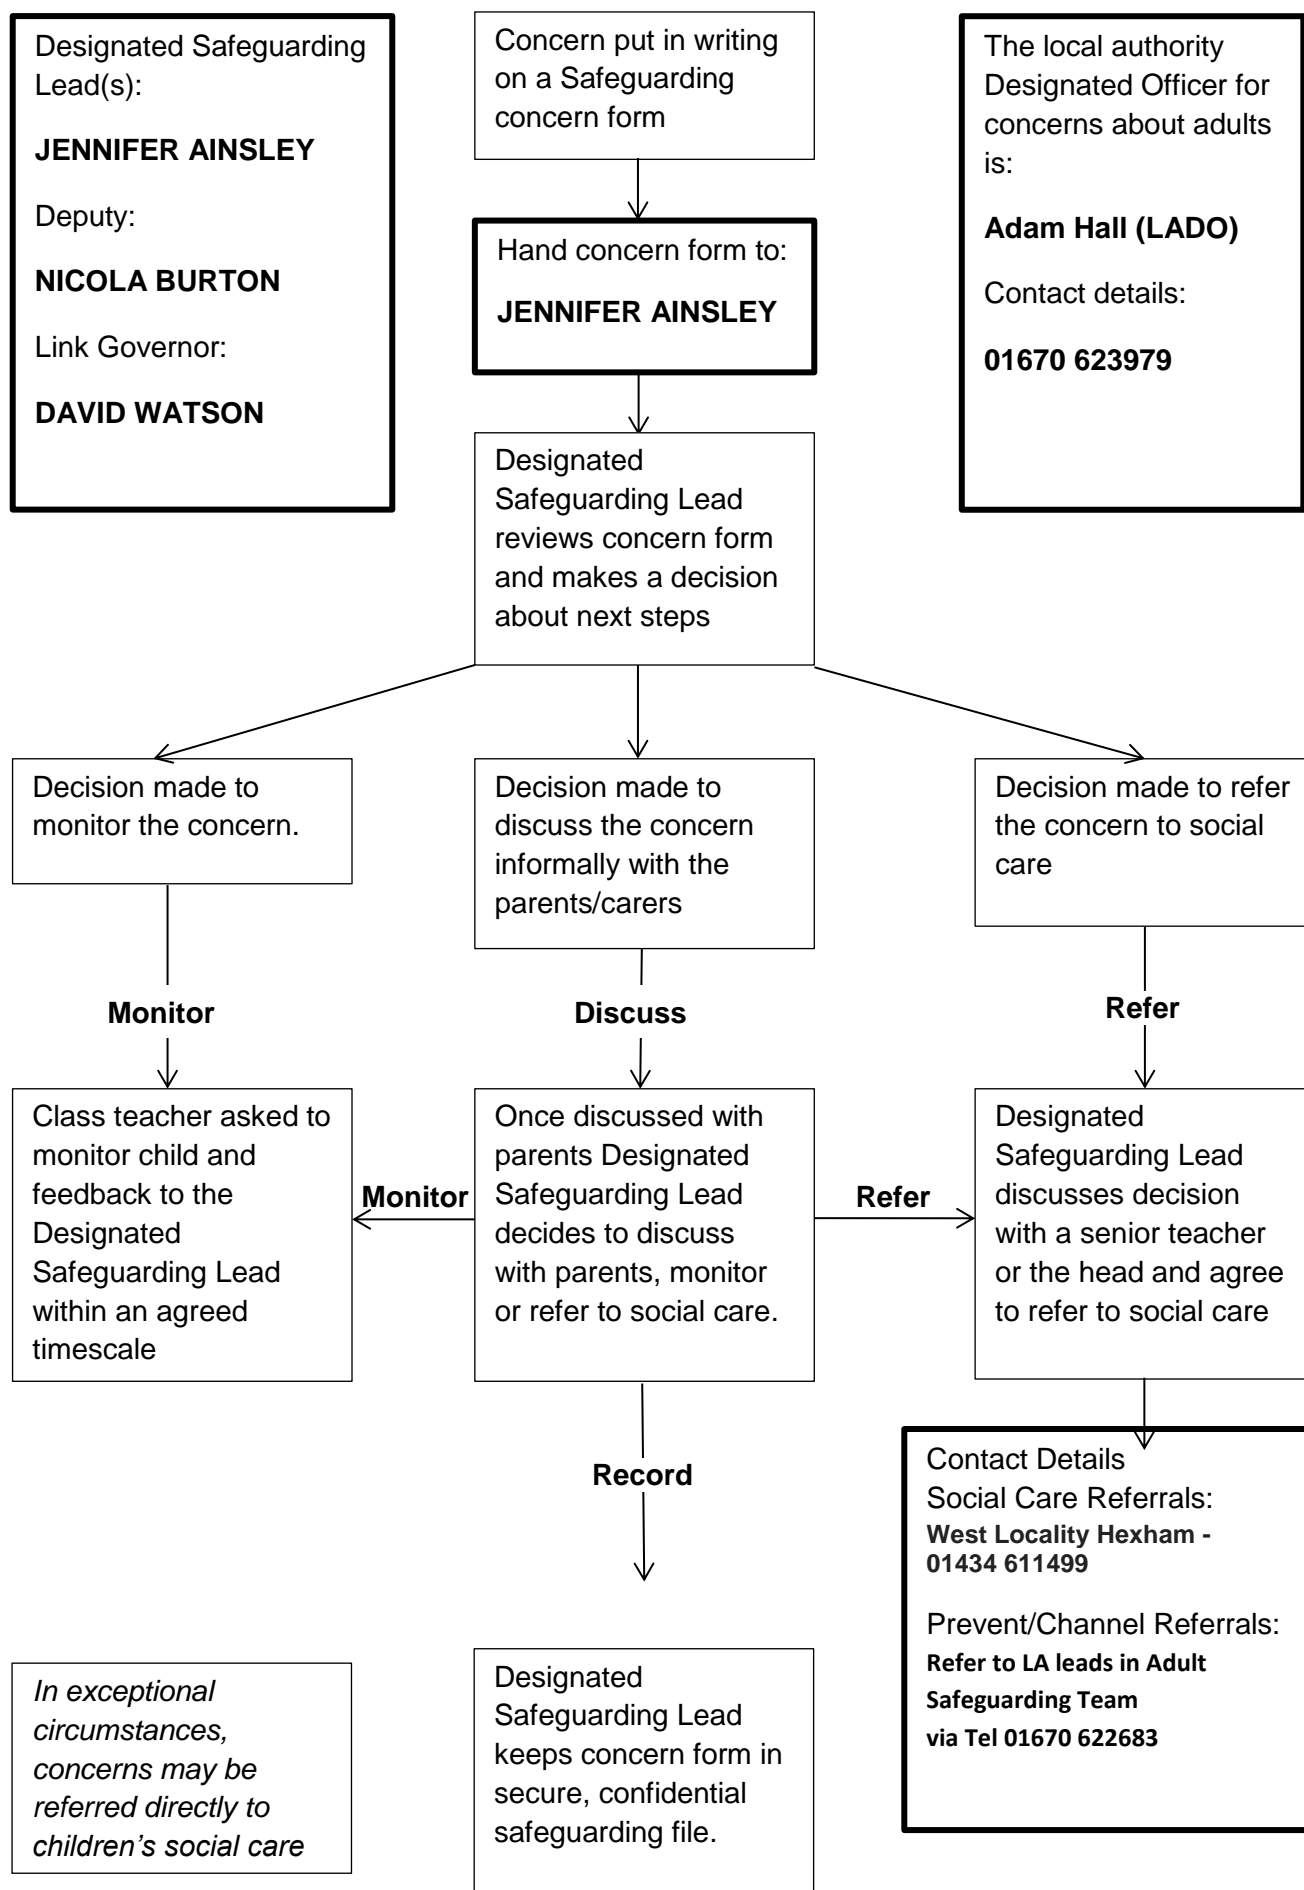 Designated Safeguarding
Lead(s):
JENNIFER AINSLEY
Deputy:
NICOLA BURTON
Link Governor:
DAVID WATSON
Concern put in writing
on a Safeguarding
concern form
The local authority
Designated Officer for
concerns about adults
is:
Adam Hall (LADO)
Contact details:
01670 623979
Hand concern form to:
JENNIFER AINSLEY
Designated
Safeguarding Lead
reviews concern form
and makes a decision
about next steps
Decision made to
monitor the concern.
Decision made to
discuss the concern
informally with the
parents/carers
Decision made to refer
the concern to social
care
Monitor
Discuss
Refer
Class teacher asked to
monitor child and
feedback to the
Designated
Safeguarding Lead
within an agreed
timescale
Monitor
Once discussed with
parents Designated
Safeguarding Lead
decides to discuss
with parents, monitor
or refer to social care.
Refer
Designated
Safeguarding Lead
discusses decision
with a senior teacher
or the head and agree
to refer to social care
Record
Contact Details
Social Care Referrals:
West Locality Hexham -
01434 611499
Prevent/Channel Referrals:
Refer to LA leads in Adult
Safeguarding Team
via Tel 01670 622683
In exceptional
circumstances,
concerns may be
referred directly to
children’s social care
Designated
Safeguarding Lead
keeps concern form in
secure, confidential
safeguarding file.